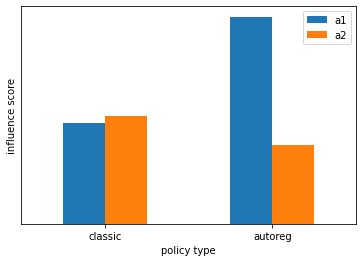 influence score
a1
a2
classic
autoreg
policy type